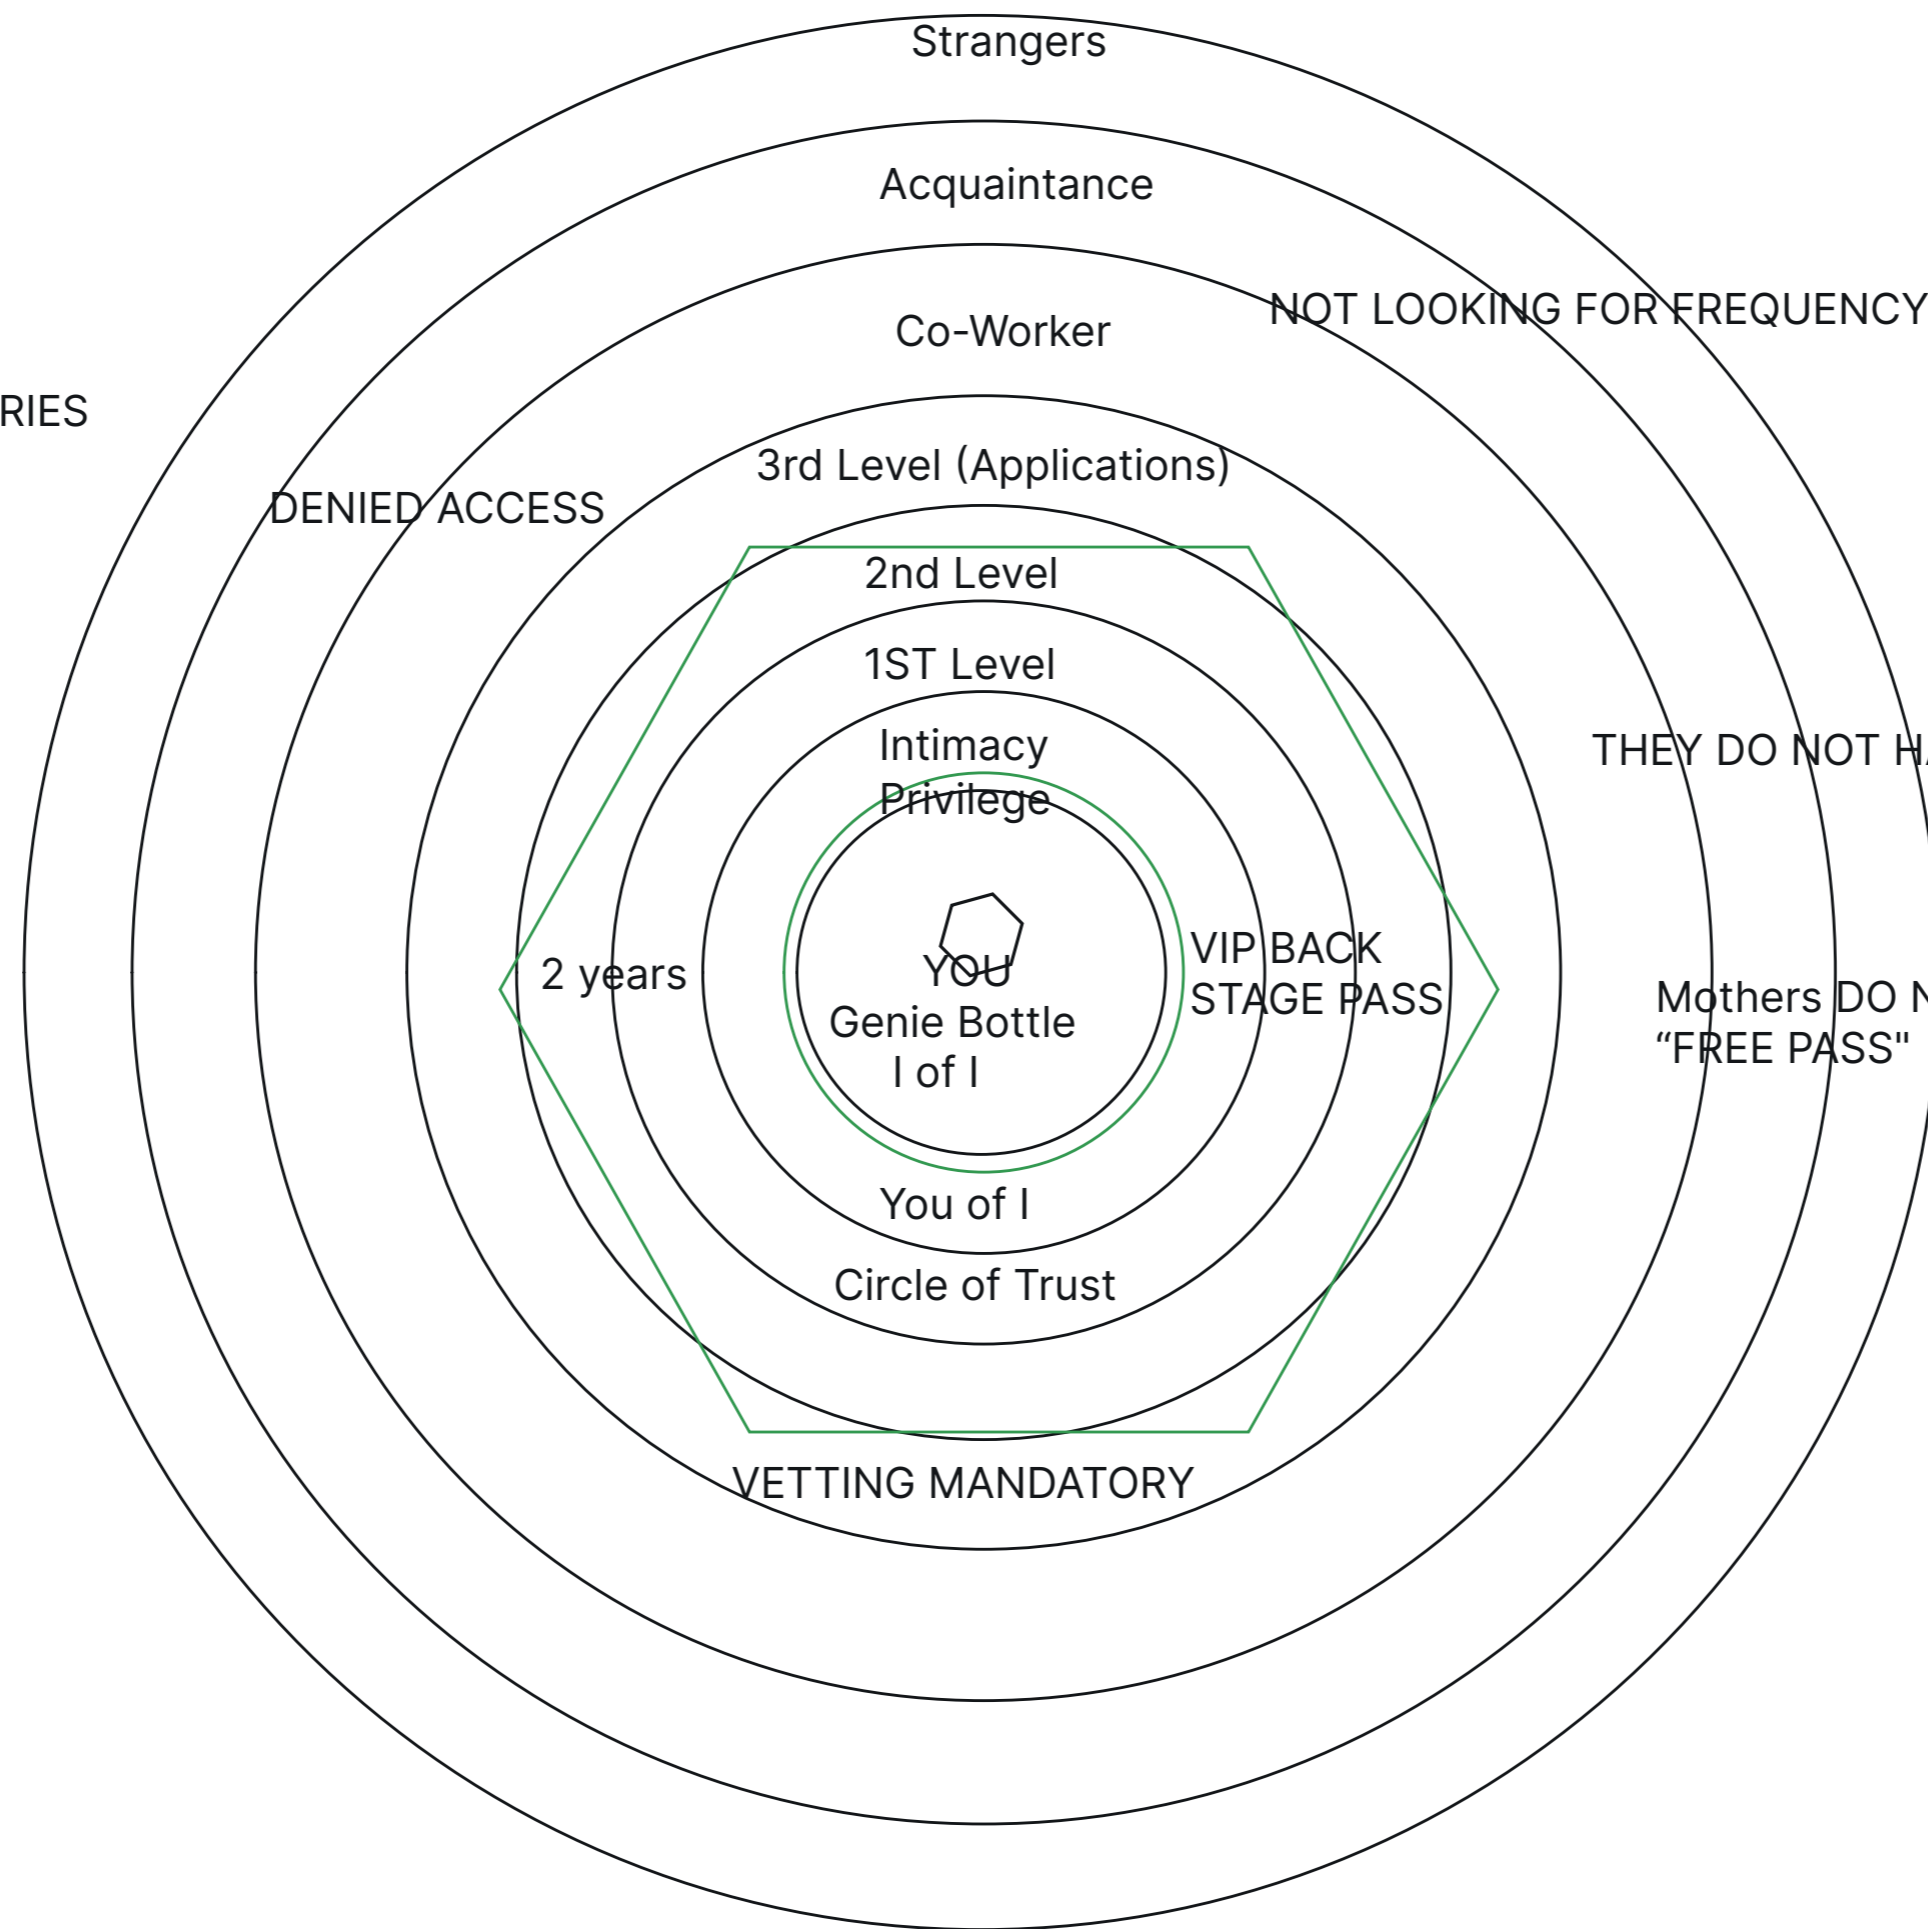 Strangers
Acquaintance
NOT LOOKING FOR FREQUENCY
Co-Worker
RIES
3rd Level (Applications)
DENIED ACCESS
2nd Level
1ST Level
Intimacy
Privilege
THEY DO NOT
2 years
YOU
Genie Bottle
I of I
VIP BACK
STAGE PASS
Mothers DO
“FREE PASS"
You of I
Circle of Trust
VETTING MANDATORY